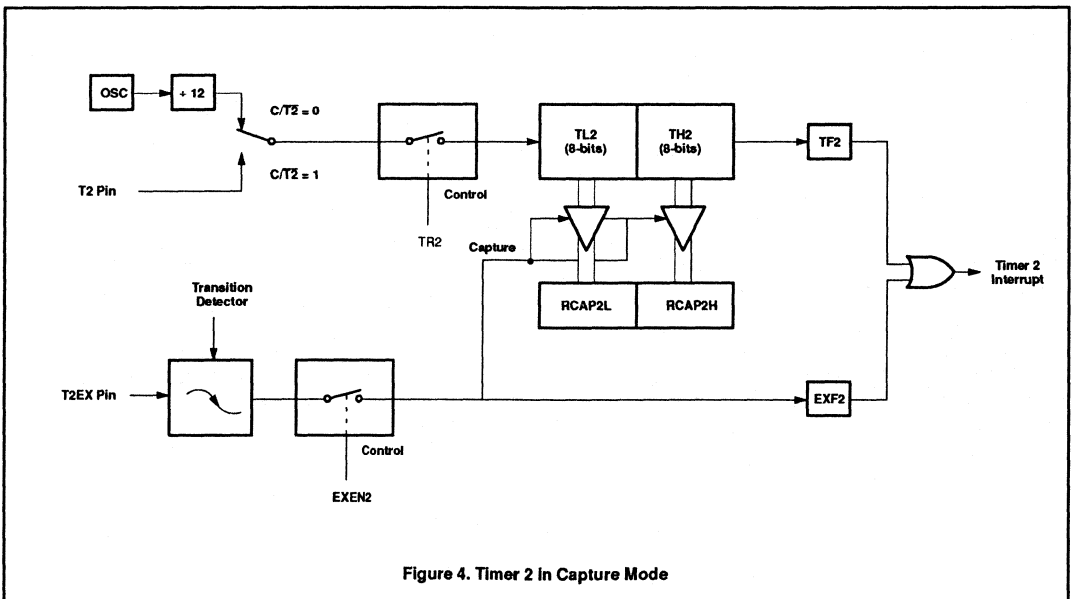 OSC
÷ 12
C/T2̅ = 0
C/T2̅ = 1
T2 Pin
Control
TR2
TL2
(8-bits)
TH2
(8-bits)
TF2
Capture
RCAP2L
RCAP2H
Timer 2
Interrupt
Transition
Detector
T2EX Pin
Control
EXEN2
EXF2
Figure 4. Timer 2 in Capture Mode